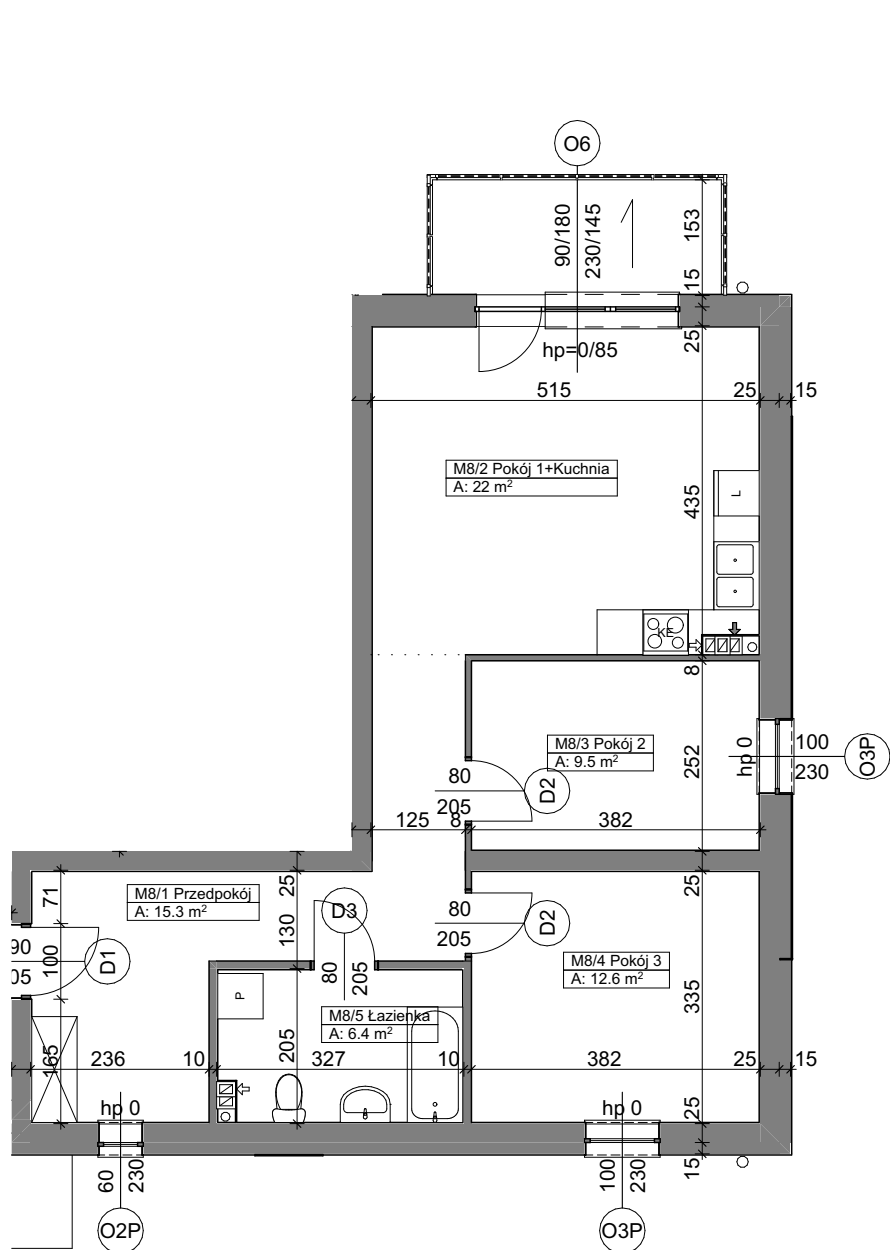 O6
90/180
230/145
153
15
hp=0/85
25
515
25
15
M8/2 Pokój 1+Kuchnia
A: 22 m²
435
L
KE
8
M8/3 Pokój 2
A: 9.5 m²
252
hp 0
100
230
O3P
80
205
D2
125
8
382
M8/1 Przedpokój
A: 15.3 m²
71
25
130
D3
80
205
D2
80
205
25
90
05
100
D1
M8/4 Pokój 3
A: 12.6 m²
335
P
M8/5 Łazienka
A: 6.4 m²
205
165
236
10
327
10
382
25
15
hp 0
hp 0
25
15
60
230
100
230
O2P
O3P